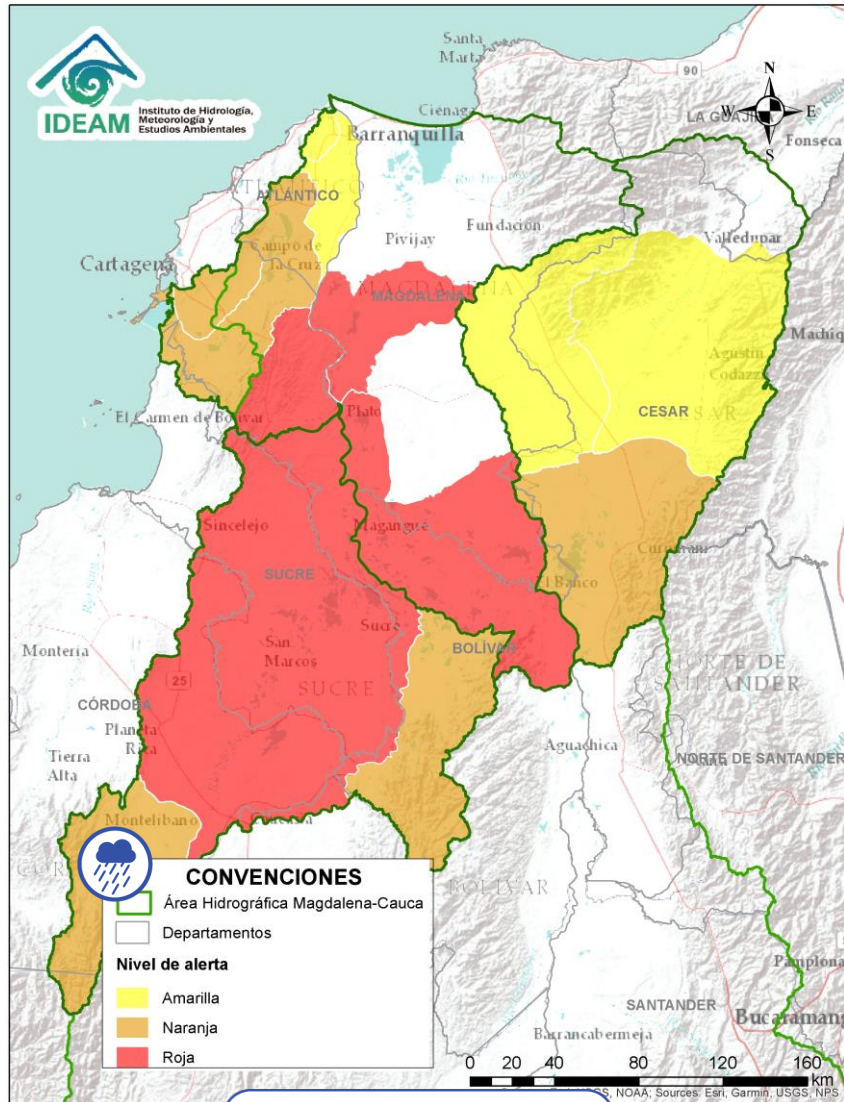 IDEAM
Instituto de Hidrología,
Meteorología y
Estudios Ambientales
Santa
Marta
90
N
W
E
S
LA GUAJIRA
Ciénaga
Barranquilla
Fonseca
ATLÁNTICO
Pivijay
Fundación
Valledupar
Cartagena
Campo de
la Cruz
MAGDALENA
MAGDALENA
Machiq
Agustín
Codazzi
CESAR
El Carmen de Bolívar
Plato
Sincelejo
Magangué
Curumaní
SUCRE
El Banco
Sucre
Montería
San
Marcos
BOLÍVAR
25
SUCRE
NORTE DE
SANTANDER
CÓRDOBA
Planeta
Rica
Aguachica
Tierra
Alta
NORTE DE SANTANDER
Montelíbano
CONVENCIONES
Área Hidrográfica Magdalena-Cauca
Departamentos
BOLÍVAR
Nivel de alerta
Amarilla
Naranja
Roja
Pamplona
SANTANDER
Bucaramang
Barrancabermeja
0 20 40 80 120 160
km
NOAA; Sources: Esri, Garmin, USGS, NPS